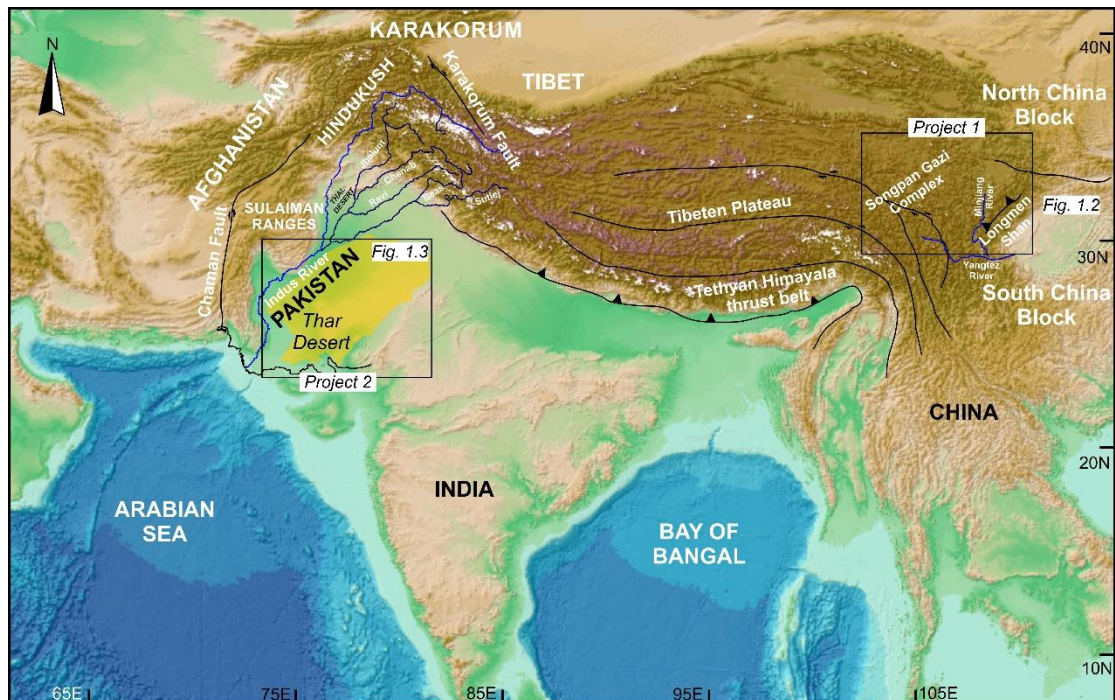 KARAKORUM
N
40N
TIBET
HINDUKUSH
Karakorum Fault
AFGHANISTAN
North China
Block
Project 1
Jhelum
Chenab
THAL
DESERT
Ravi
Beas
Sutlej
SULAIMAN
RANGES
Songpan Gazi
Complex
Minjiang
River
Longmen
Shan
Fig. 1.2
Tibeten Plateau
Chaman Fault
Fig. 1.3
30N
Yangtez
River
Indus River
PAKISTAN
Tethyan Himayala
thrust belt
South China
Block
Thar
Desert
Project 2
CHINA
20N
INDIA
ARABIAN
SEA
BAY OF
BANGAL
10N
65E
75E
85E
95E
105E